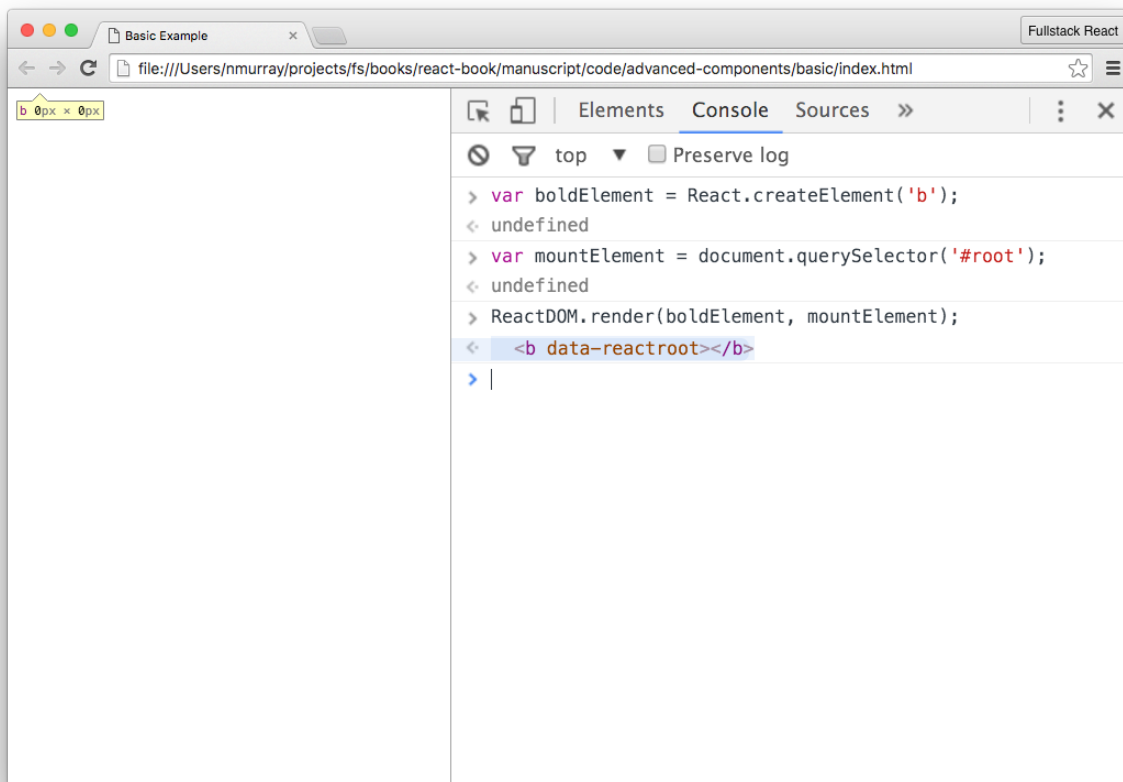 Basic Example
Fullstack React
file:///Users/nmurray/projects/fs/books/react-book/manuscript/code/advanced-components/basic/index.html
b 0px × 0px
Elements Console Sources »
top ▼ Preserve log
> var boldElement = React.createElement('b');
undefined
> var mountElement = document.querySelector('#root');
undefined
> ReactDOM.render(boldElement, mountElement);
<b data-reactroot></b>
>